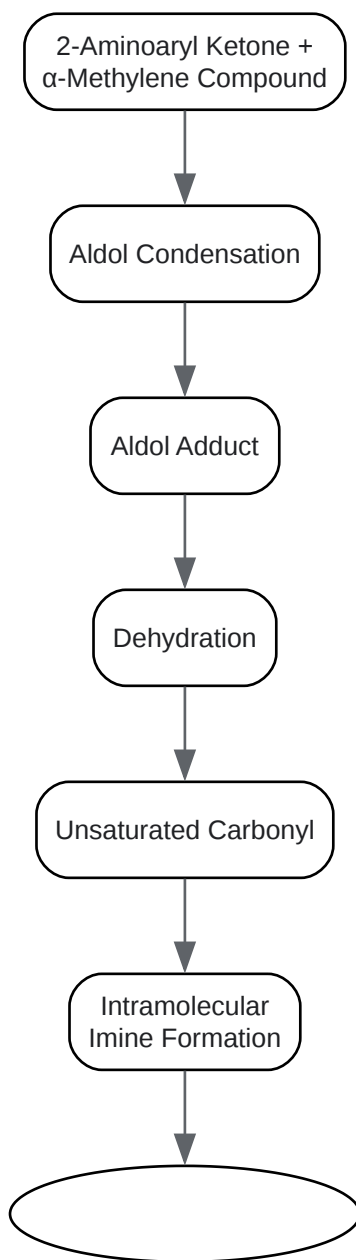 2-Aminoaryl Ketone +
α-Methylene Compound
Aldol Condensation
Aldol Adduct
Dehydration
Unsaturated Carbonyl
Intramolecular
Imine Formation